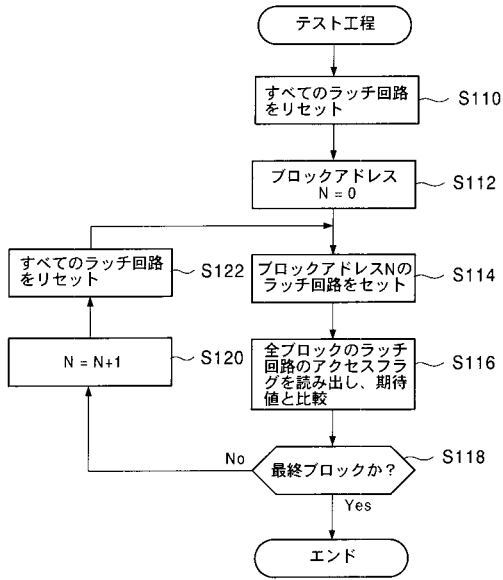 テスト工程
すべてのラッチ回路
をリセット
S110
ブロックアドレス
N = 0
S112
ブロックアドレスNの
ラッチ回路をセット
S114
全ブロックのラッチ
回路のアクセスフラ
グを読み出し、期待
値と比較
S116
最終ブロックか?
S118
No
Yes
N = N+1
S120
すべてのラッチ回路
をリセット
S122
エンド